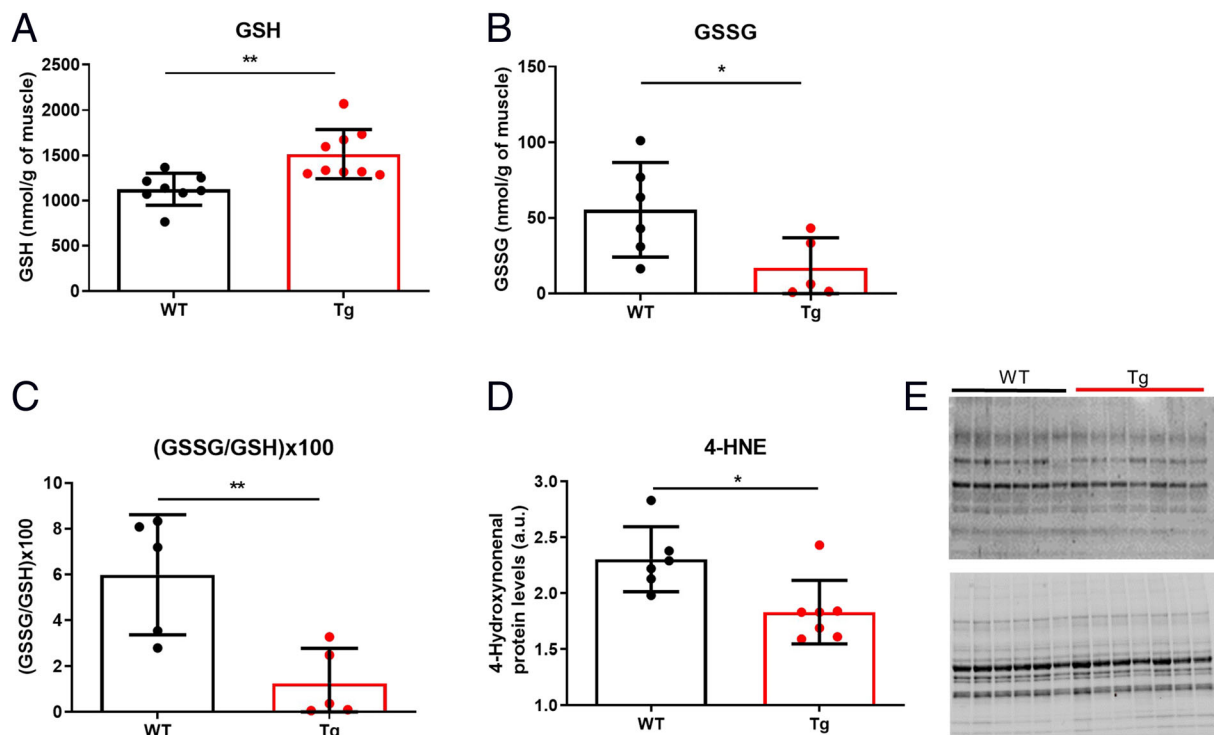 A
GSH
**
GSH (nmol/g of muscle)
2500
2000
1500
1000
500
0
WT
Tg
B
GSSG
*
GSSG (nmol/g of muscle)
150
100
50
0
WT
Tg
C
(GSSG/GSH)x100
**
(GSSG/GSH)x100
10
8
6
4
2
0
WT
Tg
D
4-HNE
*
4-Hydroxynonenal
protein levels (a.u.)
3.0
2.5
2.0
1.5
1.0
WT
Tg
E
WT
Tg